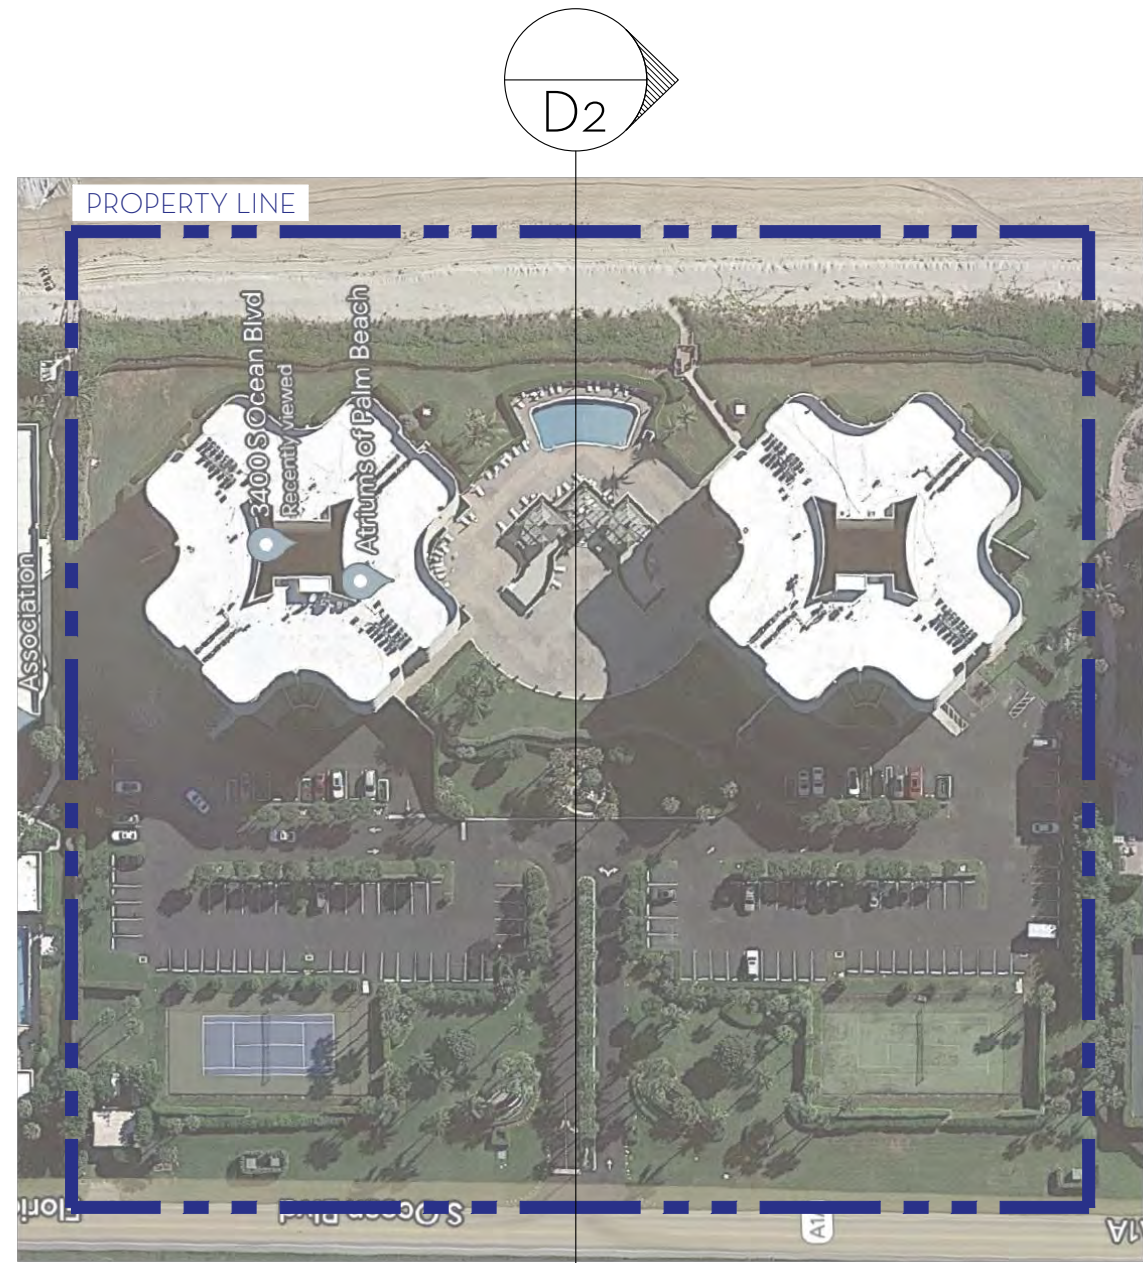 D2
PROPERTY LINE
3400 S Ocean Blvd
Recently viewed
Atriums of Palm Beach
Association
S Ocean Blvd
A1A